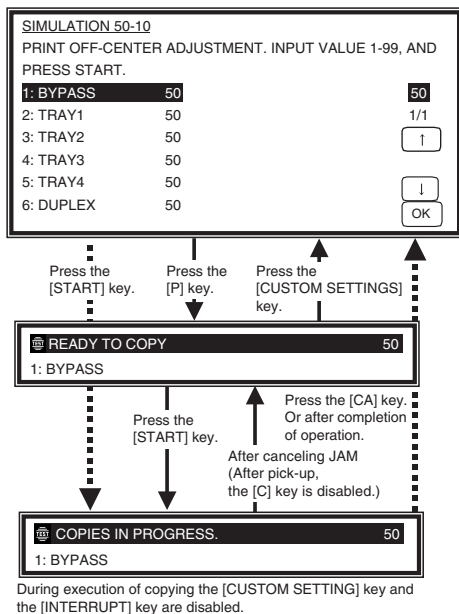 SIMULATION 50-10
PRINT OFF-CENTER ADJUSTMENT. INPUT VALUE 1-99, AND
PRESS START.
1: BYPASS 50 50
2: TRAY1 50 1/1
3: TRAY2 50 ↑
4: TRAY3 50
5: TRAY4 50 ↓
6: DUPLEX 50 OK
Press the
[START] key.
Press the
[P] key.
Press the
[CUSTOM SETTINGS]
key.
TEST READY TO COPY 50
1: BYPASS
Press the
[START] key.
Press the [CA] key.
Or after completion
of operation.
After canceling JAM
(After pick-up,
the [C] key is disabled.)
TEST COPIES IN PROGRESS. 50
1: BYPASS
During execution of copying the [CUSTOM SETTING] key and
the [INTERRUPT] key are disabled.